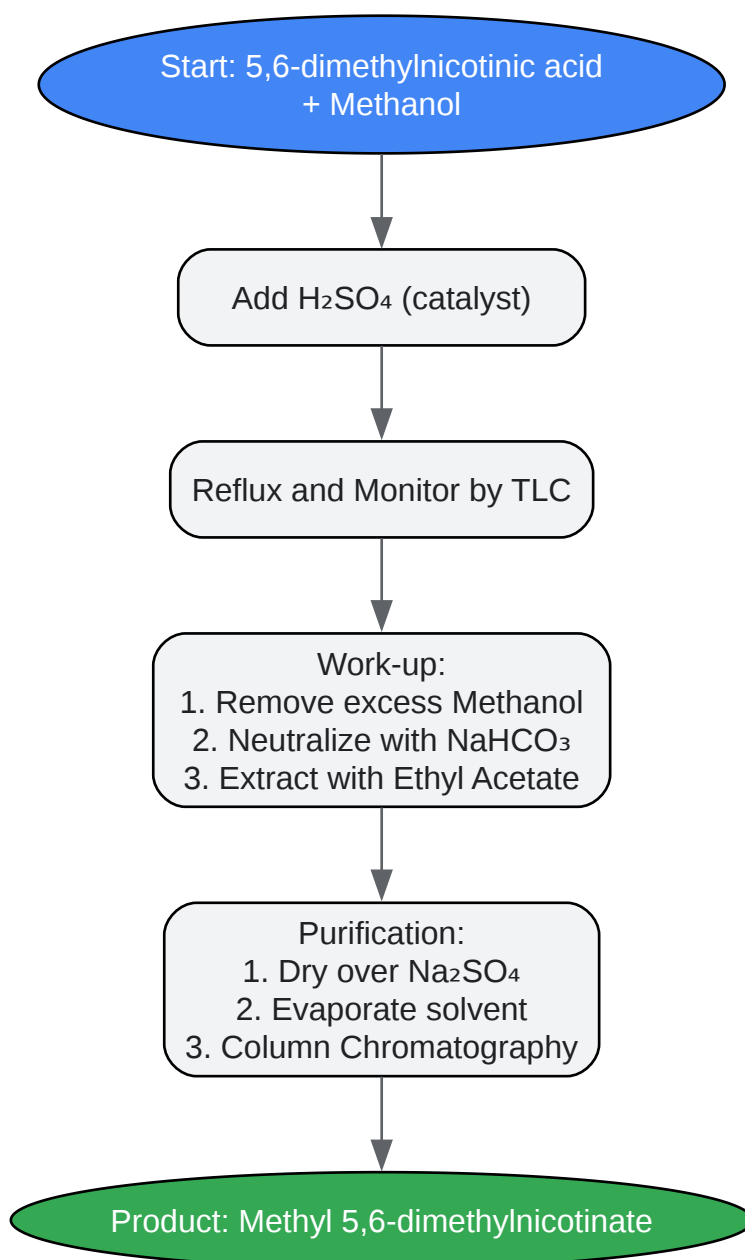 Start: 5,6-dimethylnicotinic acid
+ Methanol
Add H₂SO₄ (catalyst)
Reflux and Monitor by TLC
Work-up:
1. Remove excess Methanol
2. Neutralize with NaHCO₃
3. Extract with Ethyl Acetate
Purification:
1. Dry over Na₂SO₄
2. Evaporate solvent
3. Column Chromatography
Product: Methyl 5,6-dimethylnicotinate